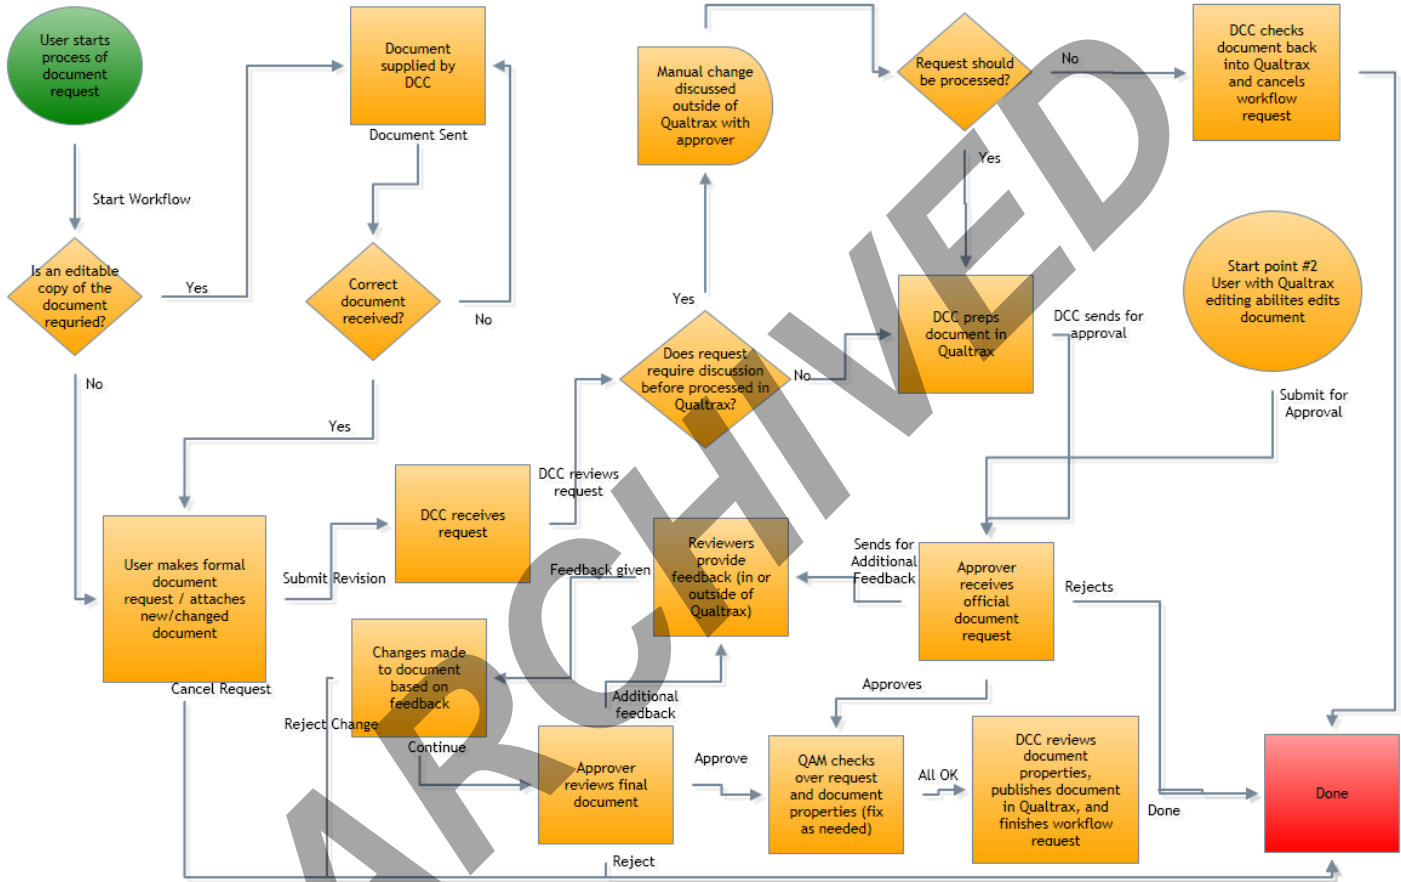 User starts
process of
document
request
Start Workflow
Is an editable
copy of the
document
requried?
Yes
No
Document
supplied by
DCC
Document Sent
Correct
document
received?
No
Yes
User makes formal
document
request / attaches
new/changed
document
Submit Revision
Cancel Request
DCC receives
request
DCC reviews
request
Does request
require discussion
before processed in
Qualtrax?
Yes
No
Manual change
discussed
outside of
Qualtrax with
approver
Request should
be processed?
No
Yes
DCC checks
document back
into Qualtrax
and cancels
workflow
request
DCC preps
document in
Qualtrax
DCC sends for
approval
Start point #2
User with Qualtrax
editing abilites edits
document
Submit for
Approval
Approver
receives
official
document
request
Sends for
Additional
Feedback
Rejects
Approves
Reviewers
provide
feedback (in or
outside of
Qualtrax)
Feedback given
Changes made
to document
based on
feedback
Reject Change
Continue
Approver
reviews final
document
Additional
feedback
Approve
Reject
QAM checks
over request
and document
properties (fix
as needed)
All OK
DCC reviews
document
properties,
publishes document
in Qualtrax, and
finishes workflow
request
Done
Done
ARCHIVED